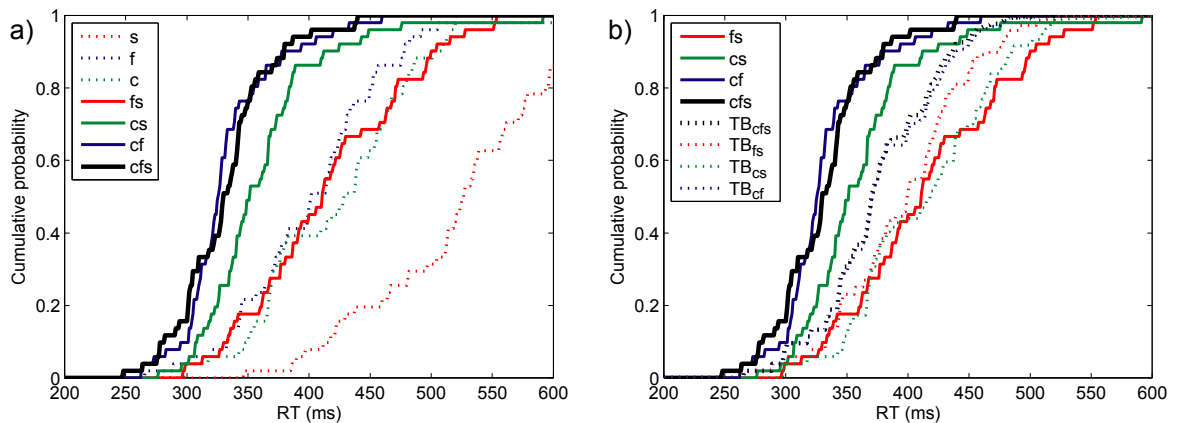 a)
s
f
c
fs
cs
cf
cfs
Cumulative probability
1
0.8
0.6
0.4
0.2
0
200 250 300 350 400 450 500 550 600
RT (ms)
b)
fs
cs
cf
cfs
TBcfs
TBfs
TBcs
TBcf
Cumulative probability
1
0.8
0.6
0.4
0.2
0
200 250 300 350 400 450 500 550 600
RT (ms)